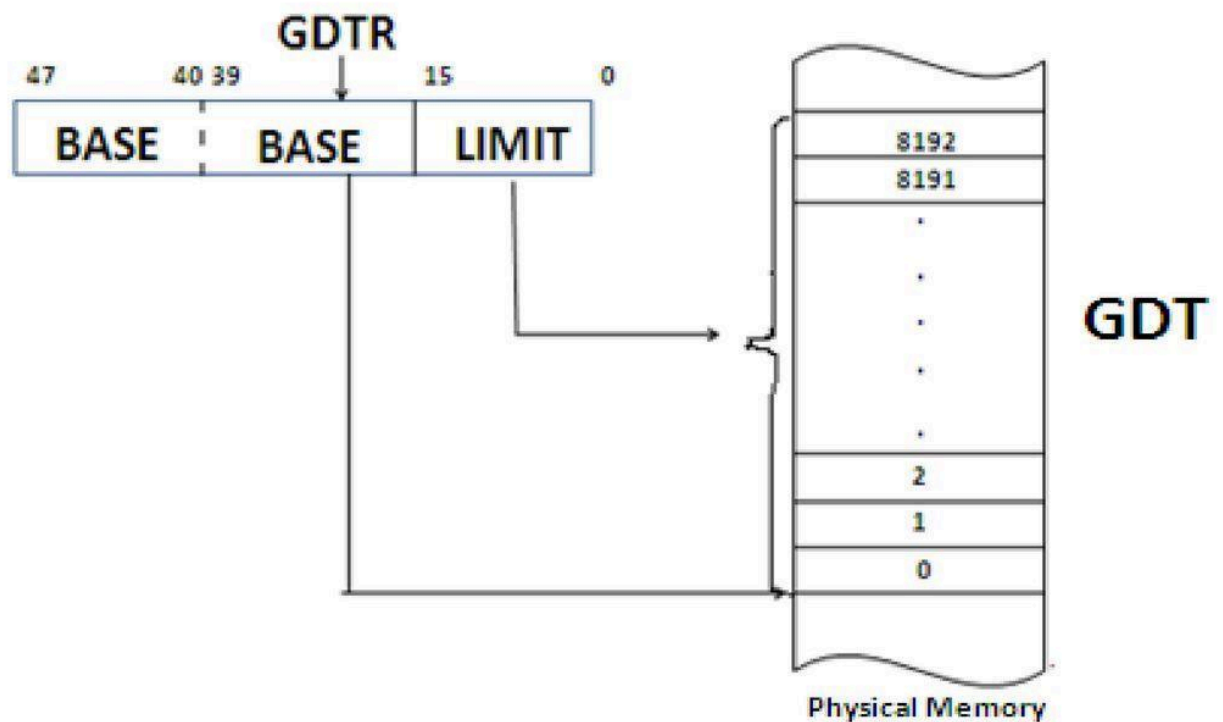 GDTR
47 40 39 15 0
BASE BASE LIMIT
8192
8191
GDT
2
1
0
Physical Memory